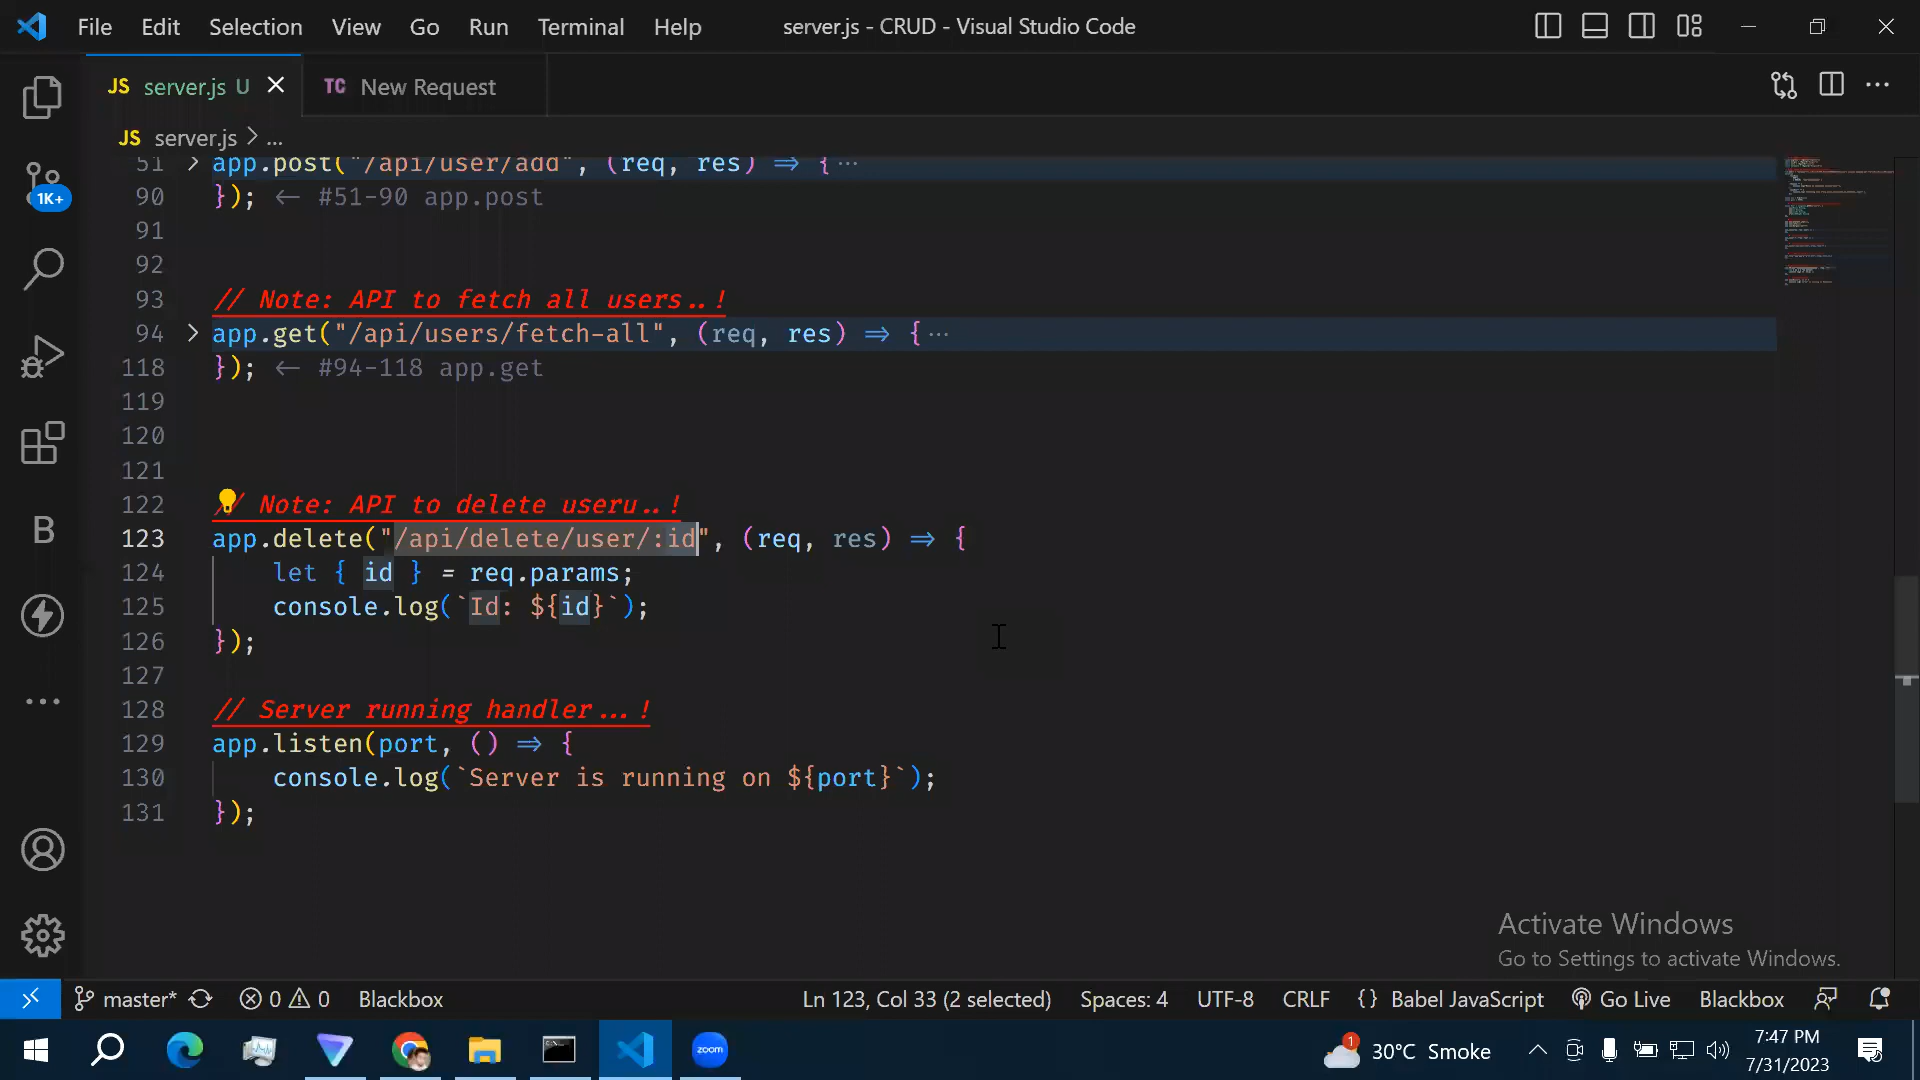 File Edit Selection View Go Run Terminal Help server.js - CRUD - Visual Studio Code
JS server.js U TC New Request
JS server.js > ...
51 app.post("/api/user/add", (req, res) => {...
90 }); <- #51-90 app.post
91
92
93 // Note: API to fetch all users..!
94 app.get("/api/users/fetch-all", (req, res) => {...
118 }); <- #94-118 app.get
119
120
121
122 // Note: API to delete useru..!
123 app.delete("/api/delete/user/:id", (req, res) => {
124 let { id } = req.params;
125 console.log(`Id: ${id}`);
126 });
127
128 // Server running handler...!
129 app.listen(port, () => {
130 console.log(`Server is running on ${port}`);
131 });
1K+
B
Activate Windows
Go to Settings to activate Windows.
master* 0 0 Blackbox Ln 123, Col 33 (2 selected) Spaces: 4 UTF-8 CRLF {} Babel JavaScript Go Live Blackbox
zoom 1 30°C Smoke 7:47 PM
7/31/2023